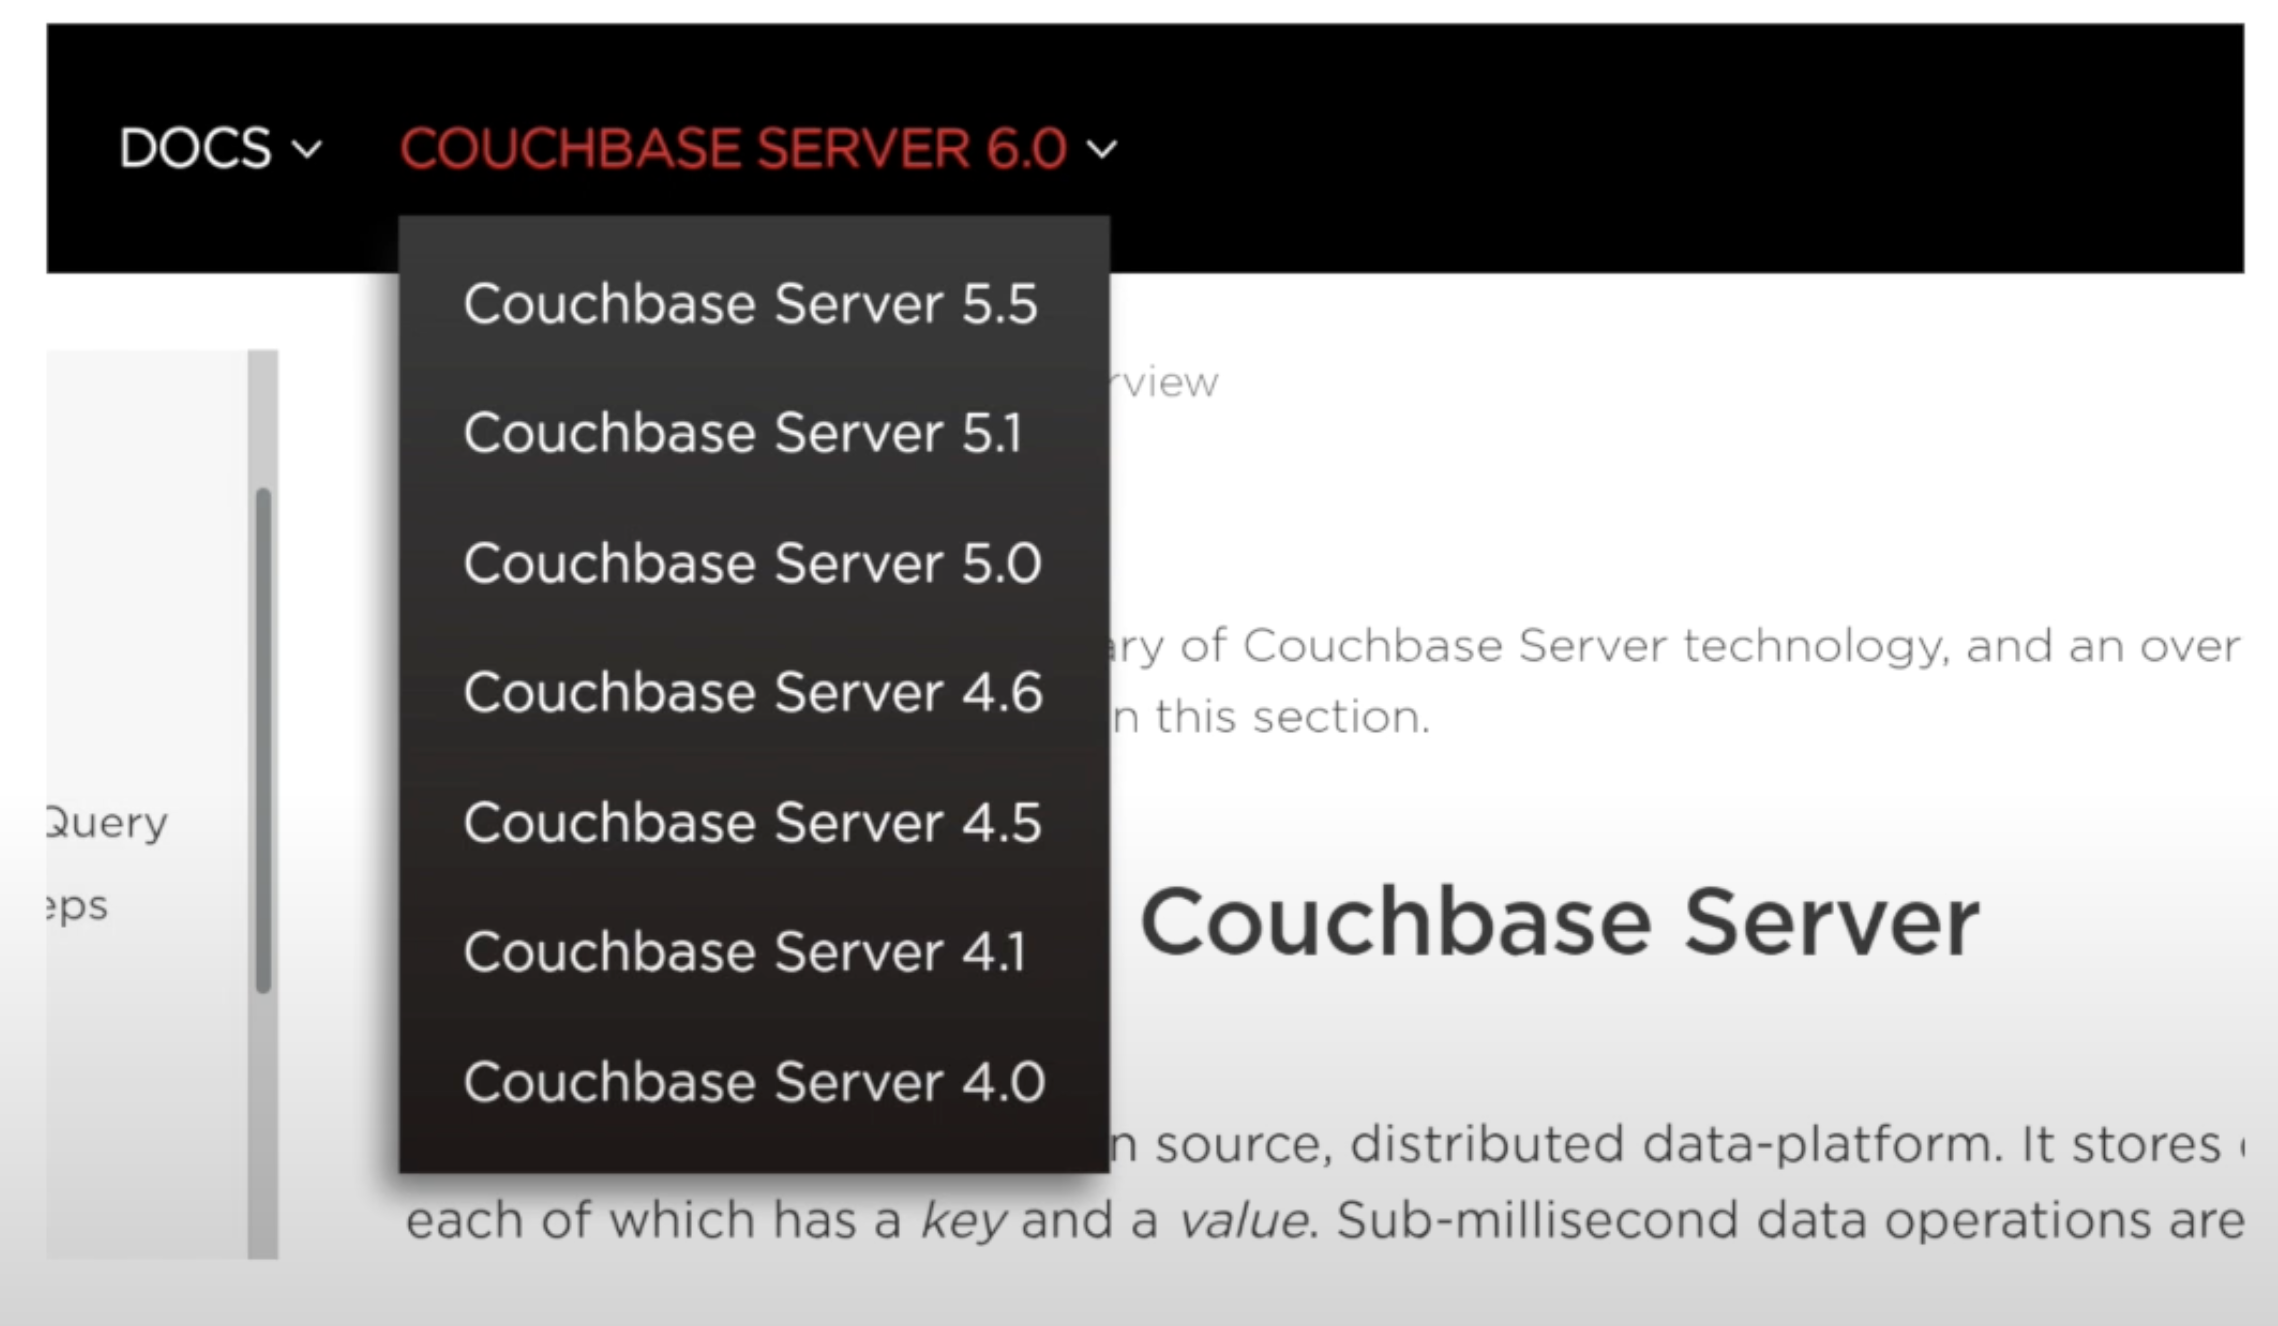 DOCS COUCHBASE SERVER 6.0
Couchbase Server 5.5
Couchbase Server 5.1
Couchbase Server 5.0
Couchbase Server 4.6
Couchbase Server 4.5
Couchbase Server 4.1
Couchbase Server 4.0
Query
eps
rview
ary of Couchbase Server technology, and an over
n this section.
Couchbase Server
n source, distributed data-platform. It stores
each of which has a key and a value. Sub-millisecond data operations are